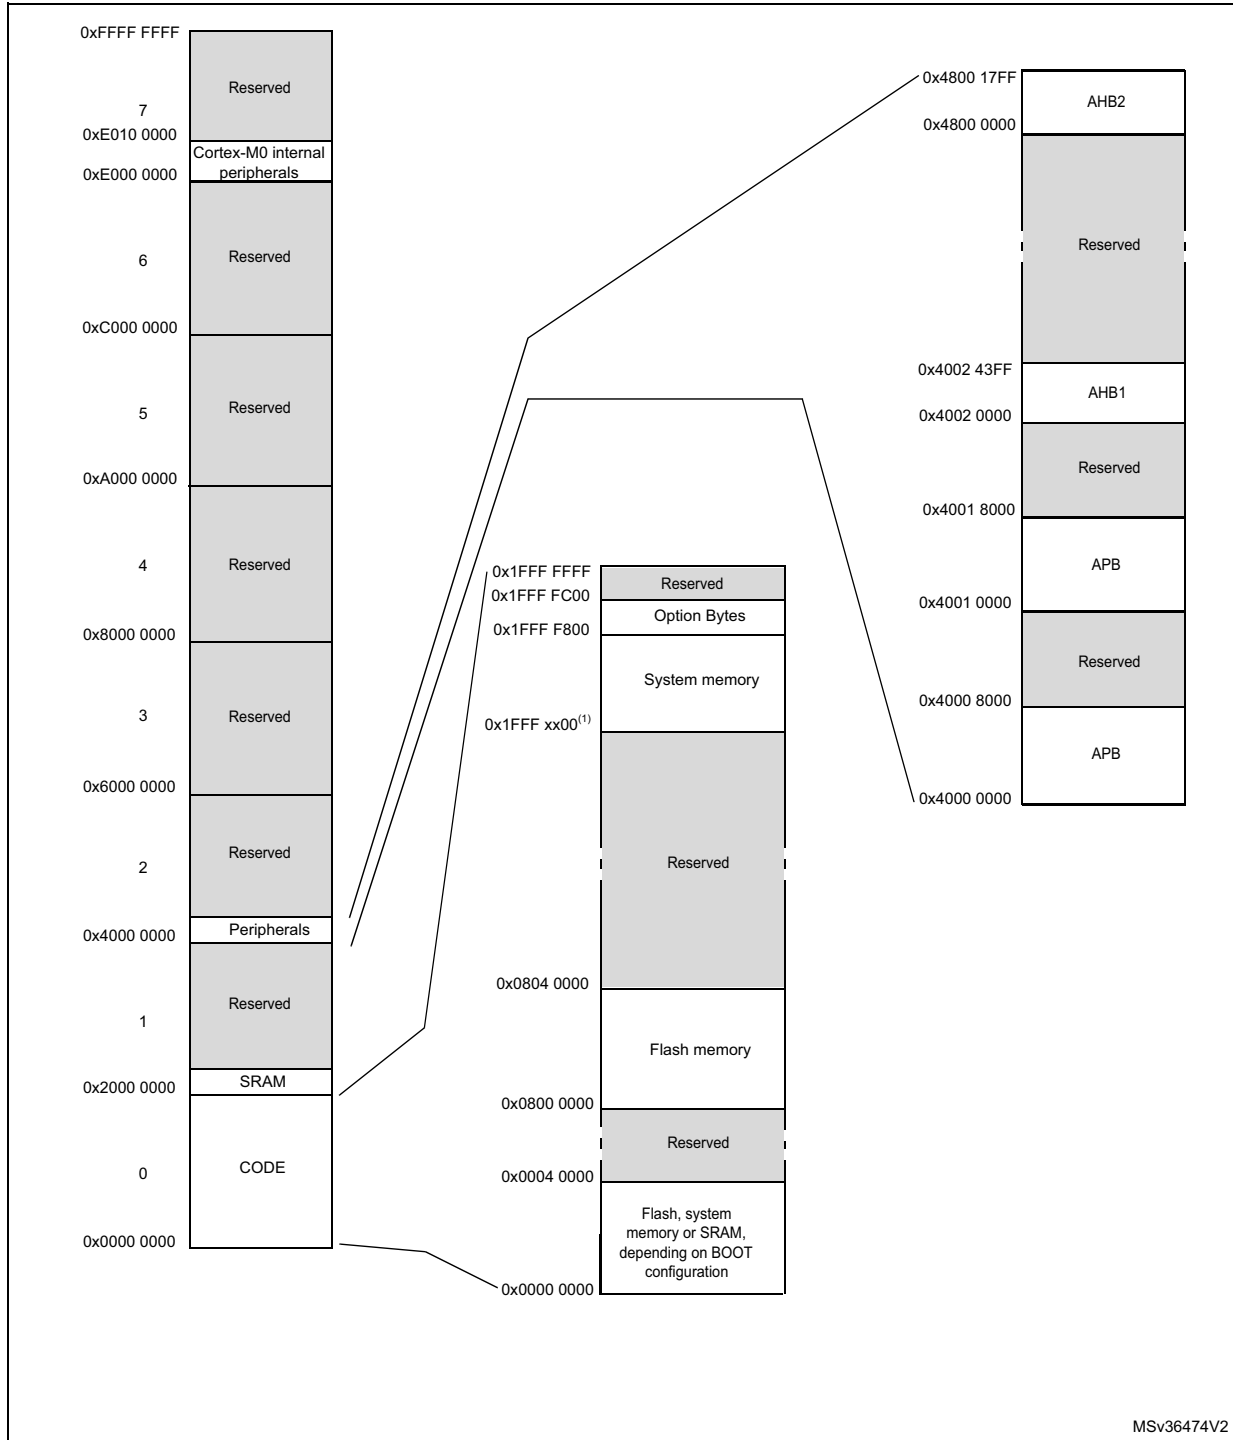 0xFFFF FFFF
Reserved
7
0xE010 0000
Cortex-M0 internal
peripherals
0xE000 0000
Reserved
6
0xC000 0000
Reserved
5
0xA000 0000
Reserved
4
0x8000 0000
Reserved
3
0x6000 0000
Reserved
2
Peripherals
0x4000 0000
Reserved
1
SRAM
0x2000 0000
CODE
0
0x0000 0000
0x1FFF FFFF
Reserved
0x1FFF FC00
Option Bytes
0x1FFF F800
System memory
0x1FFF xx00(1)
Reserved
0x0804 0000
Flash memory
0x0800 0000
Reserved
0x0004 0000
Flash, system
memory or SRAM,
depending on BOOT
configuration
0x0000 0000
0x4800 17FF
AHB2
0x4800 0000
Reserved
0x4002 43FF
AHB1
0x4002 0000
Reserved
0x4001 8000
APB
0x4001 0000
Reserved
0x4000 8000
APB
0x4000 0000
MSv36474V2